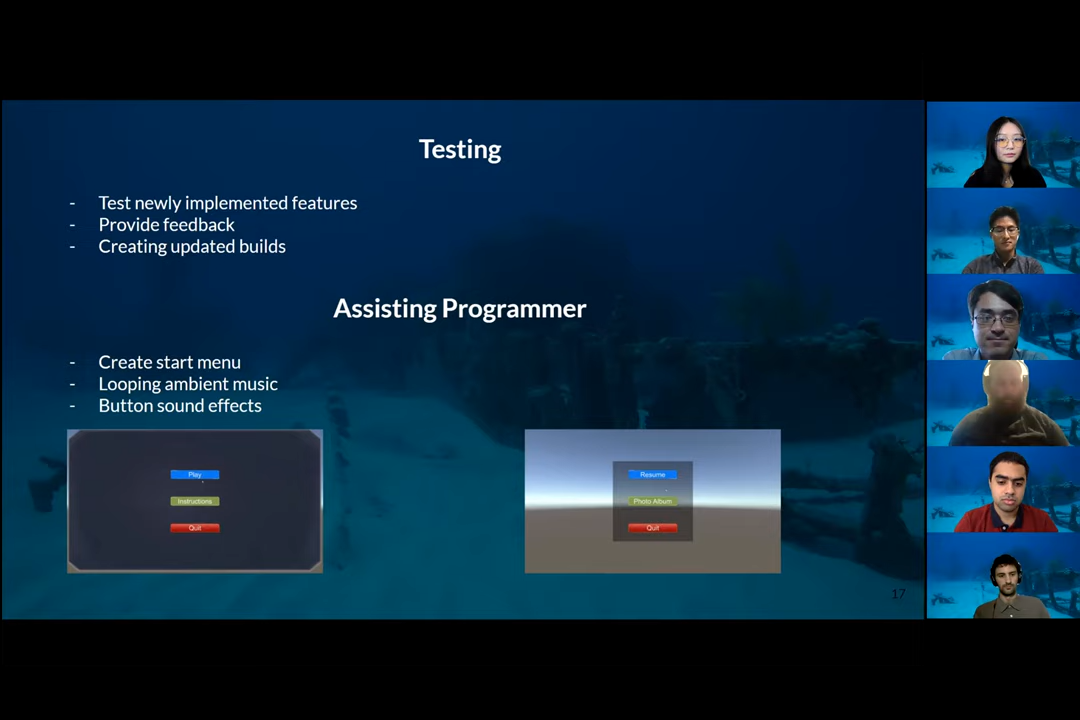 Testing
- Test newly implemented features
- Provide feedback
- Creating updated builds
Assisting Programmer
- Create start menu
- Looping ambient music
- Button sound effects
Play
Instructions
Quit
Resume
Photo Album
Quit
17